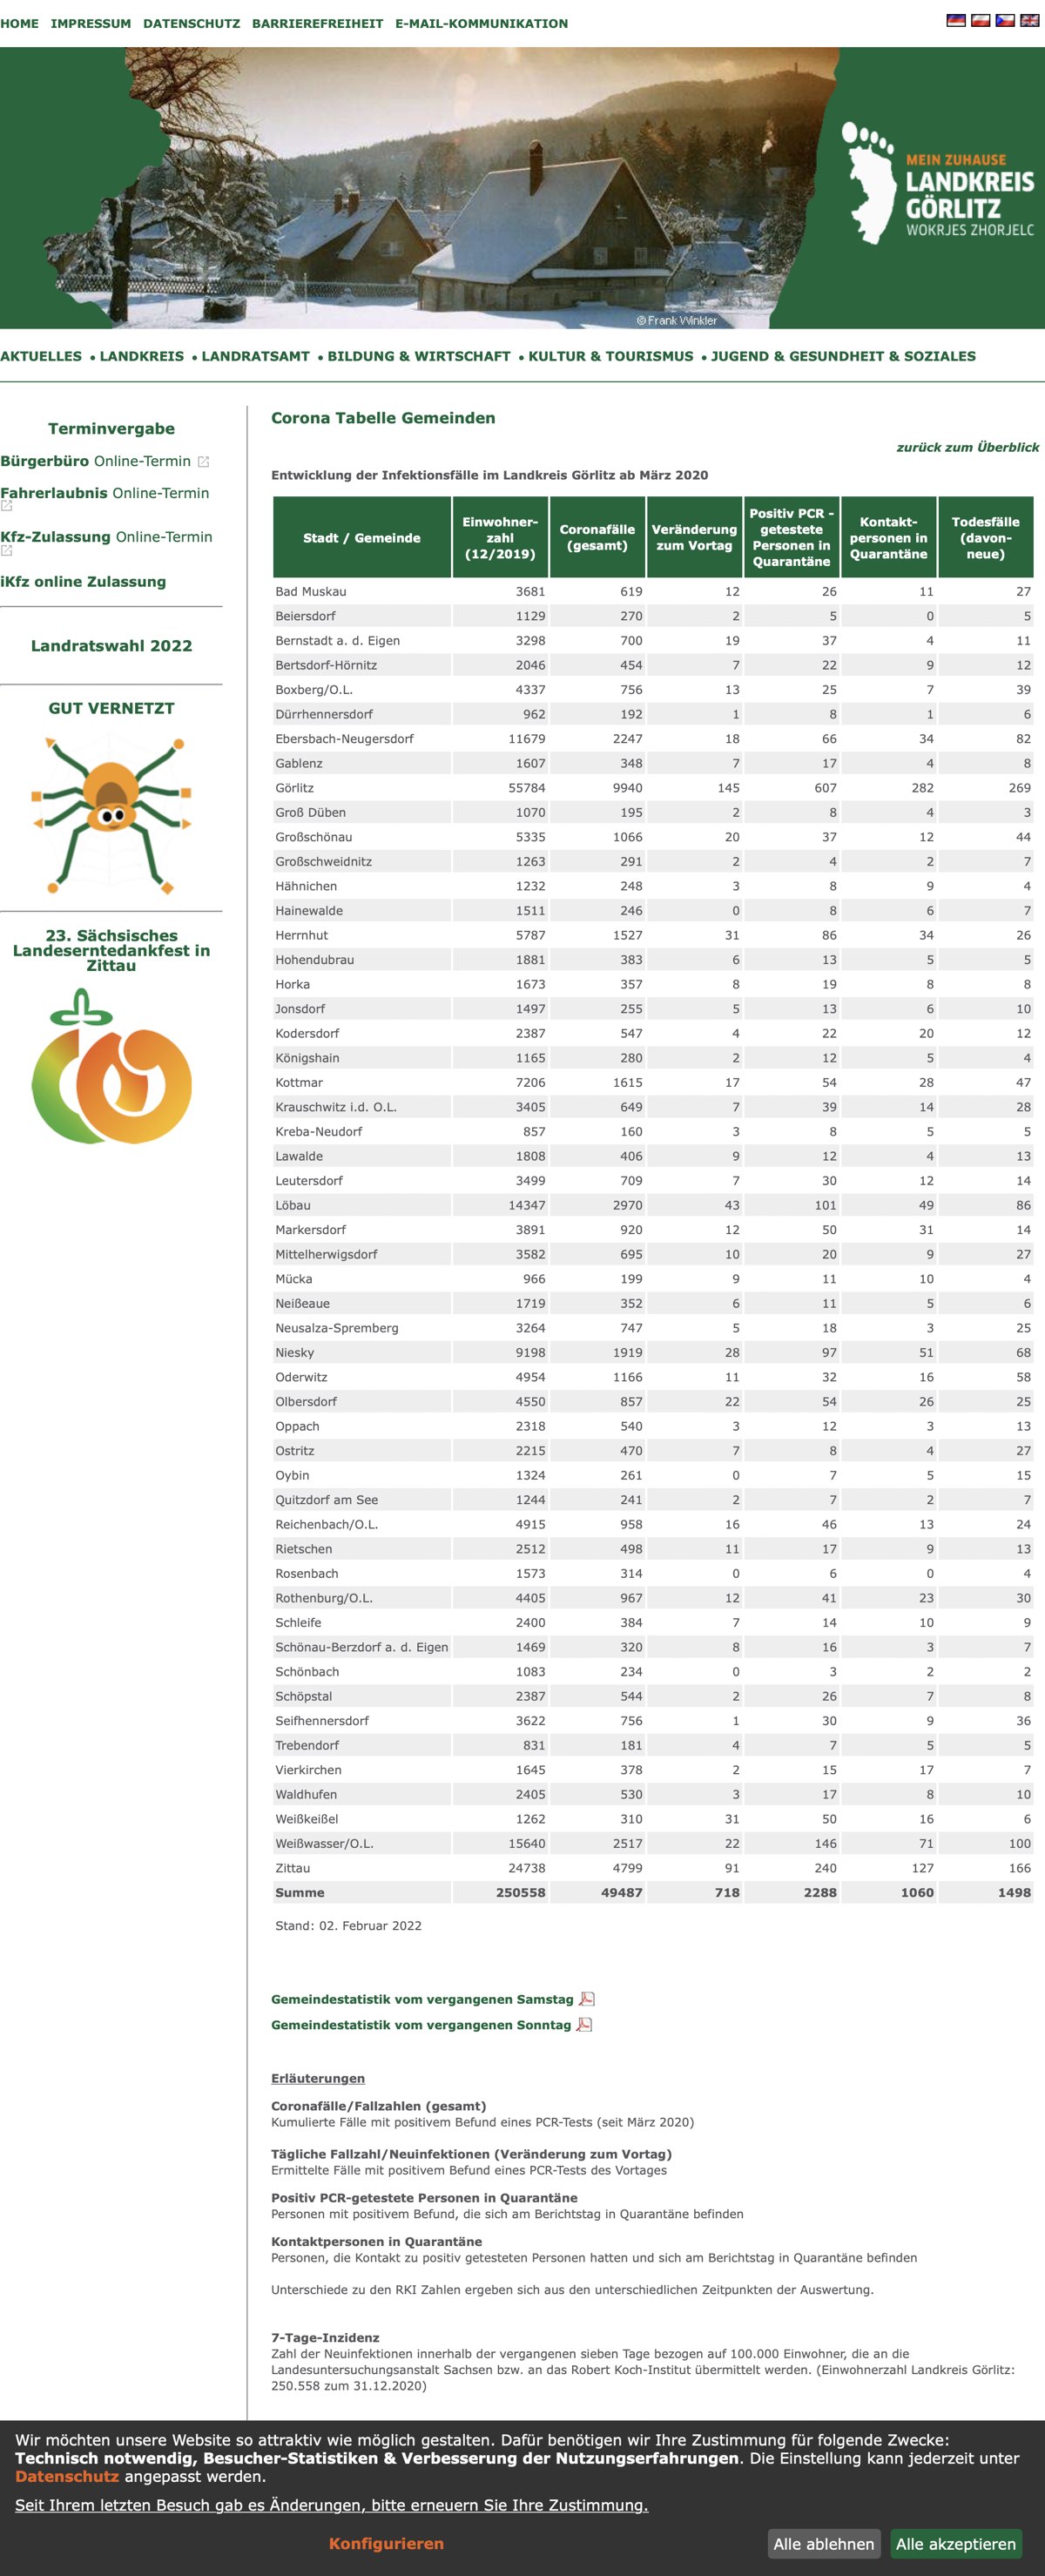 HOME IMPRESSUM DATENSCHUTZ BARRIEREFREIHEIT E-MAIL-KOMMUNIKATION
MEIN ZUHAUSE
LANDKREIS
GÖRLITZ
WOKRJES ZHORJELC
© Frank Winkler
AKTUELLES • LANDKREIS • LANDRATSAMT • BILDUNG & WIRTSCHAFT • KULTUR & TOURISMUS • JUGEND & GESUNDHEIT & SOZIALES
Terminvergabe
Bürgerbüro Online-Termin
Fahrerlaubnis Online-Termin
Kfz-Zulassung Online-Termin
iKfz online Zulassung
Landratswahl 2022
GUT VERNETZT
23. Sächsisches
Landeserntedankfest in
Zittau
Corona Tabelle Gemeinden
zurück zum Überblick
Entwicklung der Infektionsfälle im Landkreis Görlitz ab März 2020
Stadt / Gemeinde
Einwohner-
zahl
(12/2019)
Coronafälle
(gesamt)
Veränderung
zum Vortag
Positiv PCR -
getestete
Personen in
Quarantäne
Kontakt-
personen in
Quarantäne
Todesfälle
(davon-
neue)
Bad Muskau 3681 619 12 26 11 27
Beiersdorf 1129 270 2 5 0 5
Bernstadt a. d. Eigen 3298 700 19 37 4 11
Bertsdorf-Hörnitz 2046 454 7 22 9 12
Boxberg/O.L. 4337 756 13 25 7 39
Dürrhennersdorf 962 192 1 8 1 6
Ebersbach-Neugersdorf 11679 2247 18 66 34 82
Gablenz 1607 348 7 17 4 8
Görlitz 55784 9940 145 607 282 269
Groß Düben 1070 195 2 8 4 3
Großschönau 5335 1066 20 37 12 44
Großschweidnitz 1263 291 2 4 2 7
Hähnichen 1232 248 3 8 9 4
Hainewalde 1511 246 0 8 6 7
Herrnhut 5787 1527 31 86 34 26
Hohendubrau 1881 383 6 13 5 5
Horka 1673 357 8 19 8 8
Jonsdorf 1497 255 5 13 6 10
Kodersdorf 2387 547 4 22 20 12
Königshain 1165 280 2 12 5 4
Kottmar 7206 1615 17 54 28 47
Krauschwitz i.d. O.L. 3405 649 7 39 14 28
Kreba-Neudorf 857 160 3 8 5 5
Lawalde 1808 406 9 12 4 13
Leutersdorf 3499 709 7 30 12 14
Löbau 14347 2970 43 101 49 86
Markersdorf 3891 920 12 50 31 14
Mittelherwigsdorf 3582 695 10 20 9 27
Mücka 966 199 9 11 10 4
Neißeaue 1719 352 6 11 5 6
Neusalza-Spremberg 3264 747 5 18 3 25
Niesky 9198 1919 28 97 51 68
Oderwitz 4954 1166 11 32 16 58
Olbersdorf 4550 857 22 54 26 25
Oppach 2318 540 3 12 3 13
Ostritz 2215 470 7 8 4 27
Oybin 1324 261 0 7 5 15
Quitzdorf am See 1244 241 2 7 2 7
Reichenbach/O.L. 4915 958 16 46 13 24
Rietschen 2512 498 11 17 9 13
Rosenbach 1573 314 0 6 0 4
Rothenburg/O.L. 4405 967 12 41 23 30
Schleife 2400 384 7 14 10 9
Schönau-Berzdorf a. d. Eigen 1469 320 8 16 3 7
Schönbach 1083 234 0 3 2 2
Schöpstal 2387 544 2 26 7 8
Seifhennersdorf 3622 756 1 30 9 36
Trebendorf 831 181 4 7 5 5
Vierkirchen 1645 378 2 15 17 7
Waldhufen 2405 530 3 17 8 10
Weißkeißel 1262 310 31 50 16 6
Weißwasser/O.L. 15640 2517 22 146 71 100
Zittau 24738 4799 91 240 127 166
Summe 250558 49487 718 2288 1060 1498
Stand: 02. Februar 2022
Gemeindestatistik vom vergangenen Samstag
Gemeindestatistik vom vergangenen Sonntag
Erläuterungen
Coronafälle/Fallzahlen (gesamt)
Kumulierte Fälle mit positivem Befund eines PCR-Tests (seit März 2020)
Tägliche Fallzahl/Neuinfektionen (Veränderung zum Vortag)
Ermittelte Fälle mit positivem Befund eines PCR-Tests des Vortages
Positiv PCR-getestete Personen in Quarantäne
Personen mit positivem Befund, die sich am Berichtstag in Quarantäne befinden
Kontaktpersonen in Quarantäne
Personen, die Kontakt zu positiv getesteten Personen hatten und sich am Berichtstag in Quarantäne befinden
Unterschiede zu den RKI Zahlen ergeben sich aus den unterschiedlichen Zeitpunkten der Auswertung.
7-Tage-Inzidenz
Zahl der Neuinfektionen innerhalb der vergangenen sieben Tage bezogen auf 100.000 Einwohner, die an die
Landesuntersuchungsanstalt Sachsen bzw. an das Robert Koch-Institut übermittelt werden. (Einwohnerzahl Landkreis Görlitz:
250.558 zum 31.12.2020)
Wir möchten unsere Website so attraktiv wie möglich gestalten. Dafür benötigen wir Ihre Zustimmung für folgende Zwecke:
Technisch notwendig, Besucher-Statistiken & Verbesserung der Nutzungserfahrungen. Die Einstellung kann jederzeit unter
Datenschutz angepasst werden.
Seit Ihrem letzten Besuch gab es Änderungen, bitte erneuern Sie Ihre Zustimmung.
Konfigurieren
Alle ablehnen
Alle akzeptieren